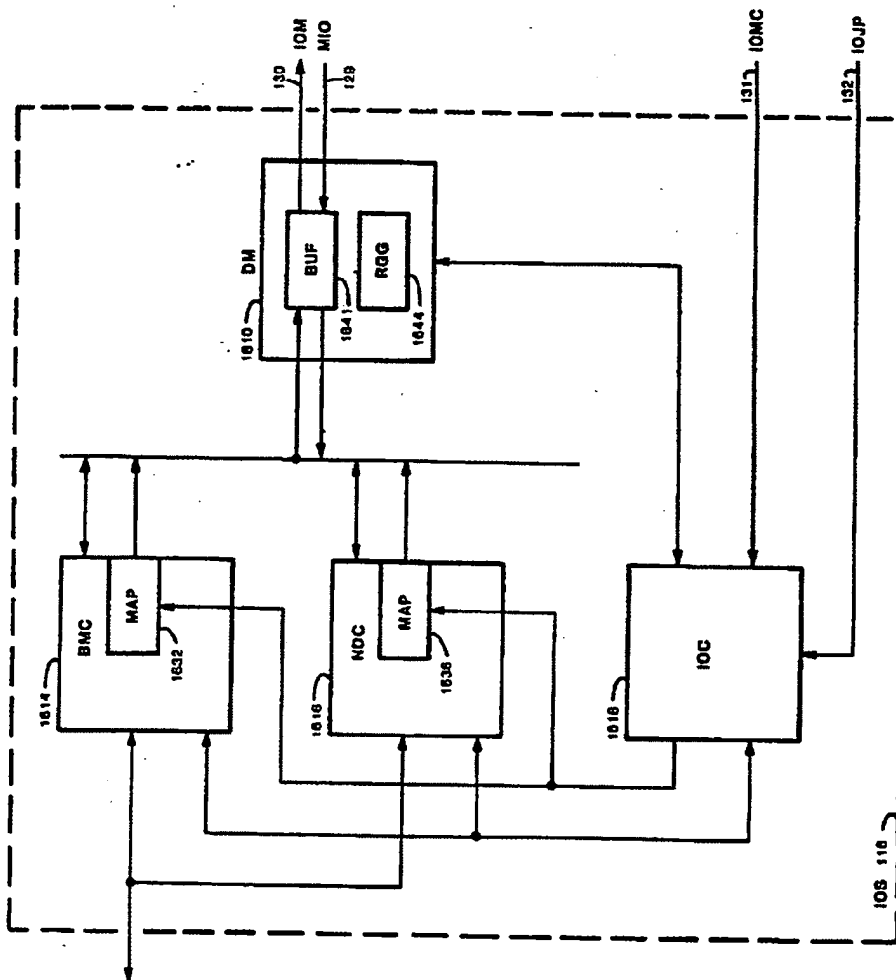 130
IOM
MIO
129
DM
1610
BUF
1641
RGG
1644
BMC
1614
MAP
1632
NDC
1616
MAP
1636
IOC
1618
131
IOMC
132
IOJP
IOS 116